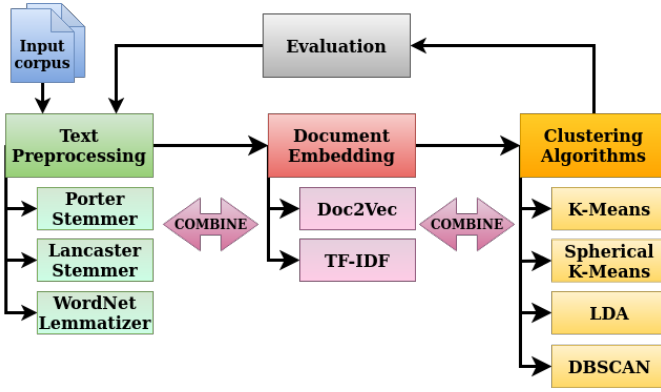 Input
corpus
Evaluation
Text
Preprocessing
Document
Embedding
Clustering
Algorithms
Porter
Stemmer
Lancaster
Stemmer
WordNet
Lemmatizer
COMBINE
Doc2Vec
TF-IDF
COMBINE
K-Means
Spherical
K-Means
LDA
DBSCAN